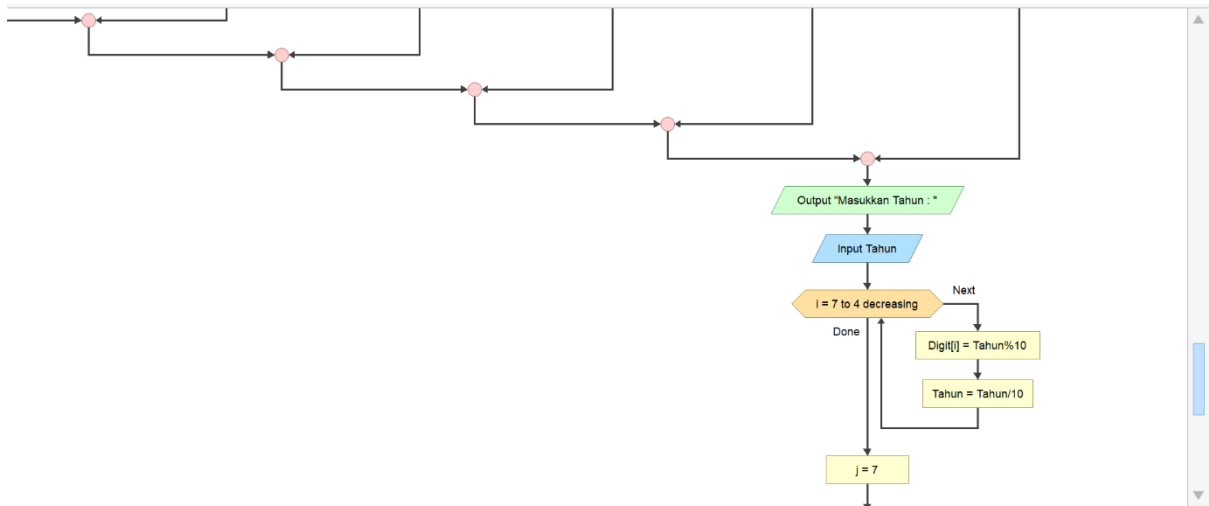 Output "Masukkan Tahun : "
Input Tahun
i = 7 to 4 decreasing
Next
Done
Digit[i] = Tahun%10
Tahun = Tahun/10
j = 7